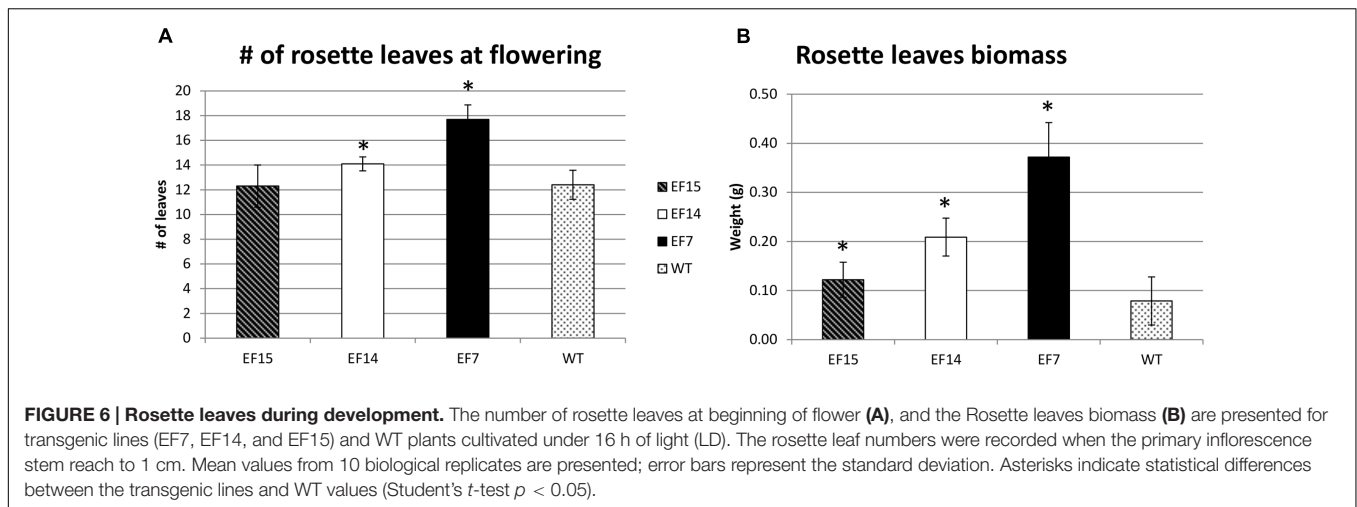 A
# of rosette leaves at flowering
# of leaves
20
18
16
14
12
10
8
6
4
2
0
*
*
EF15
EF14
EF7
WT
EF15
EF14
EF7
WT
B
Rosette leaves biomass
Weight (g)
0.50
0.40
0.30
0.20
0.10
0.00
*
*
*
EF15
EF14
EF7
WT
FIGURE 6 | Rosette leaves during development. The number of rosette leaves at beginning of flower (A), and the Rosette leaves biomass (B) are presented for
transgenic lines (EF7, EF14, and EF15) and WT plants cultivated under 16 h of light (LD). The rosette leaf numbers were recorded when the primary inflorescence
stem reach to 1 cm. Mean values from 10 biological replicates are presented; error bars represent the standard deviation. Asterisks indicate statistical differences
between the transgenic lines and WT values (Student's t-test p < 0.05).